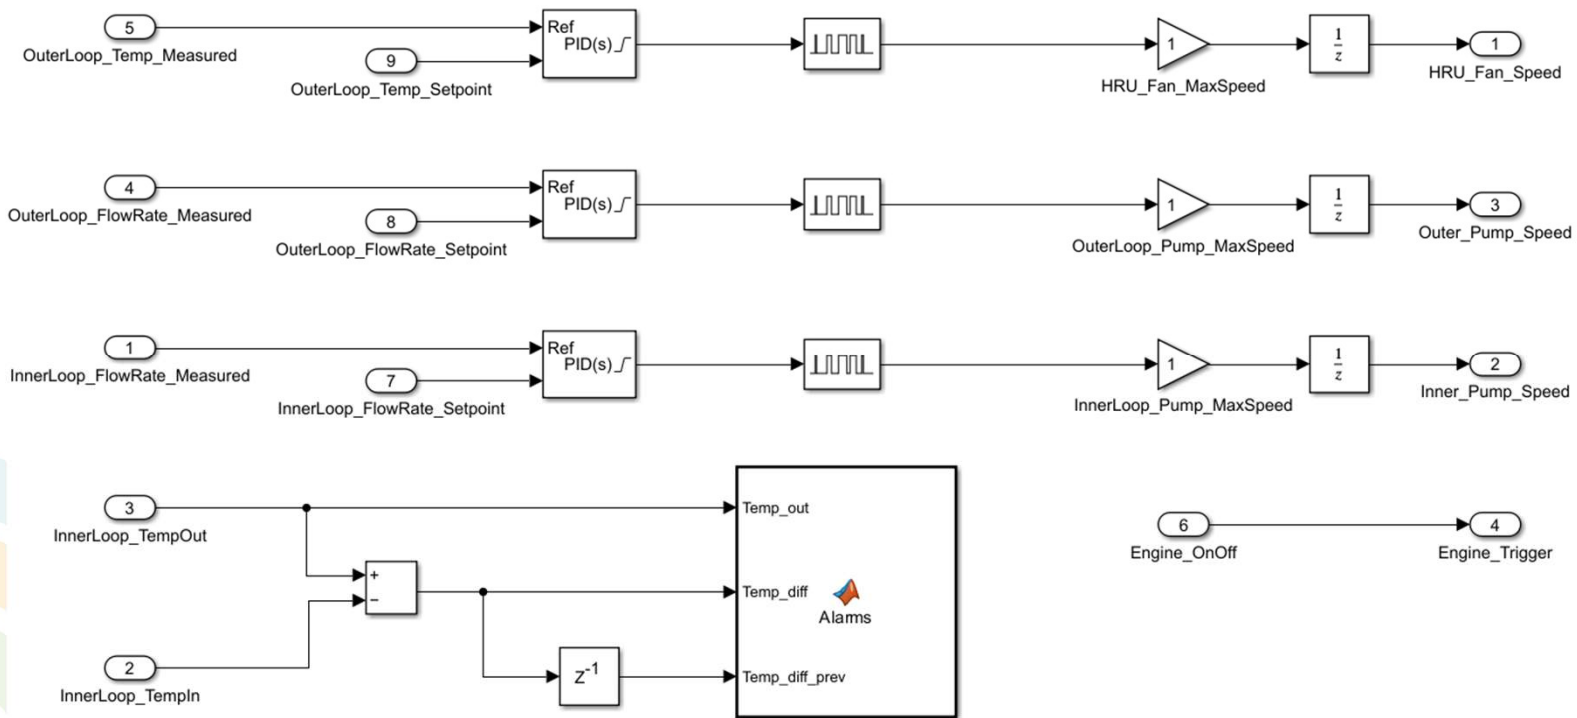 5
OuterLoop_Temp_Measured
9
OuterLoop_Temp_Setpoint
Ref
PID(s)
1
HRU_Fan_MaxSpeed
1
z
1
HRU_Fan_Speed
4
OuterLoop_FlowRate_Measured
8
OuterLoop_FlowRate_Setpoint
Ref
PID(s)
1
OuterLoop_Pump_MaxSpeed
1
z
3
Outer_Pump_Speed
1
InnerLoop_FlowRate_Measured
7
InnerLoop_FlowRate_Setpoint
Ref
PID(s)
1
InnerLoop_Pump_MaxSpeed
1
z
2
Inner_Pump_Speed
3
InnerLoop_TempOut
+
−
2
InnerLoop_TempIn
z-1
Temp_out
Temp_diff
Alarms
Temp_diff_prev
6
Engine_OnOff
4
Engine_Trigger